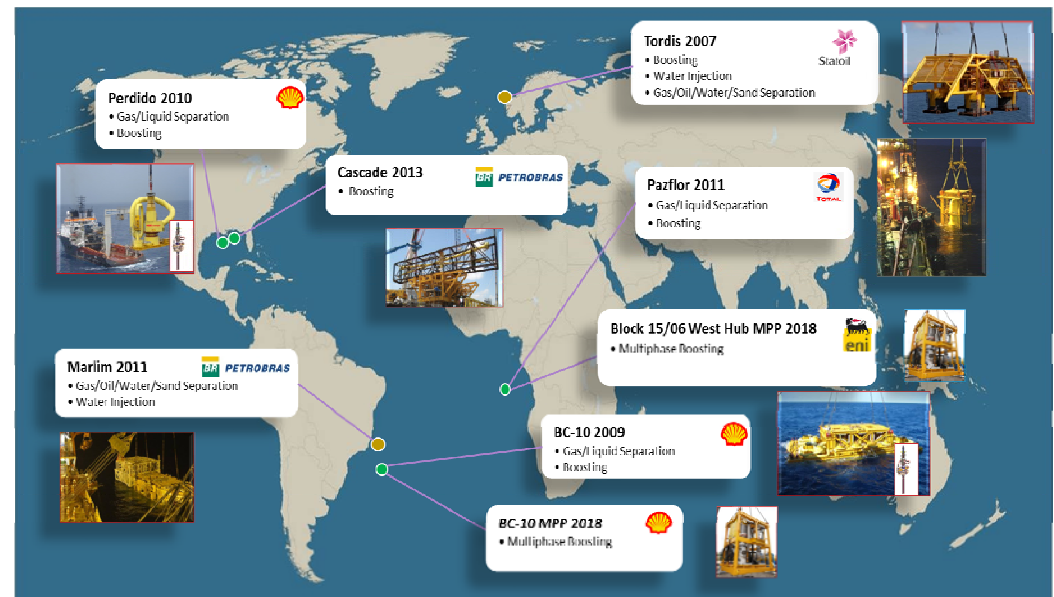 Tordis 2007
• Boosting
• Water Injection
• Gas/Oil/Water/Sand Separation
Statoil
Perdido 2010
• Gas/Liquid Separation
• Boosting
Cascade 2013
• Boosting
BR PETROBRAS
Pazflor 2011
• Gas/Liquid Separation
• Boosting
TOTAL
Block 15/06 West Hub MPP 2018
• Multiphase Boosting
eni
Marlim 2011
• Gas/Oil/Water/Sand Separation
• Water Injection
BR PETROBRAS
BC-10 2009
• Gas/Liquid Separation
• Boosting
BC-10 MPP 2018
• Multiphase Boosting